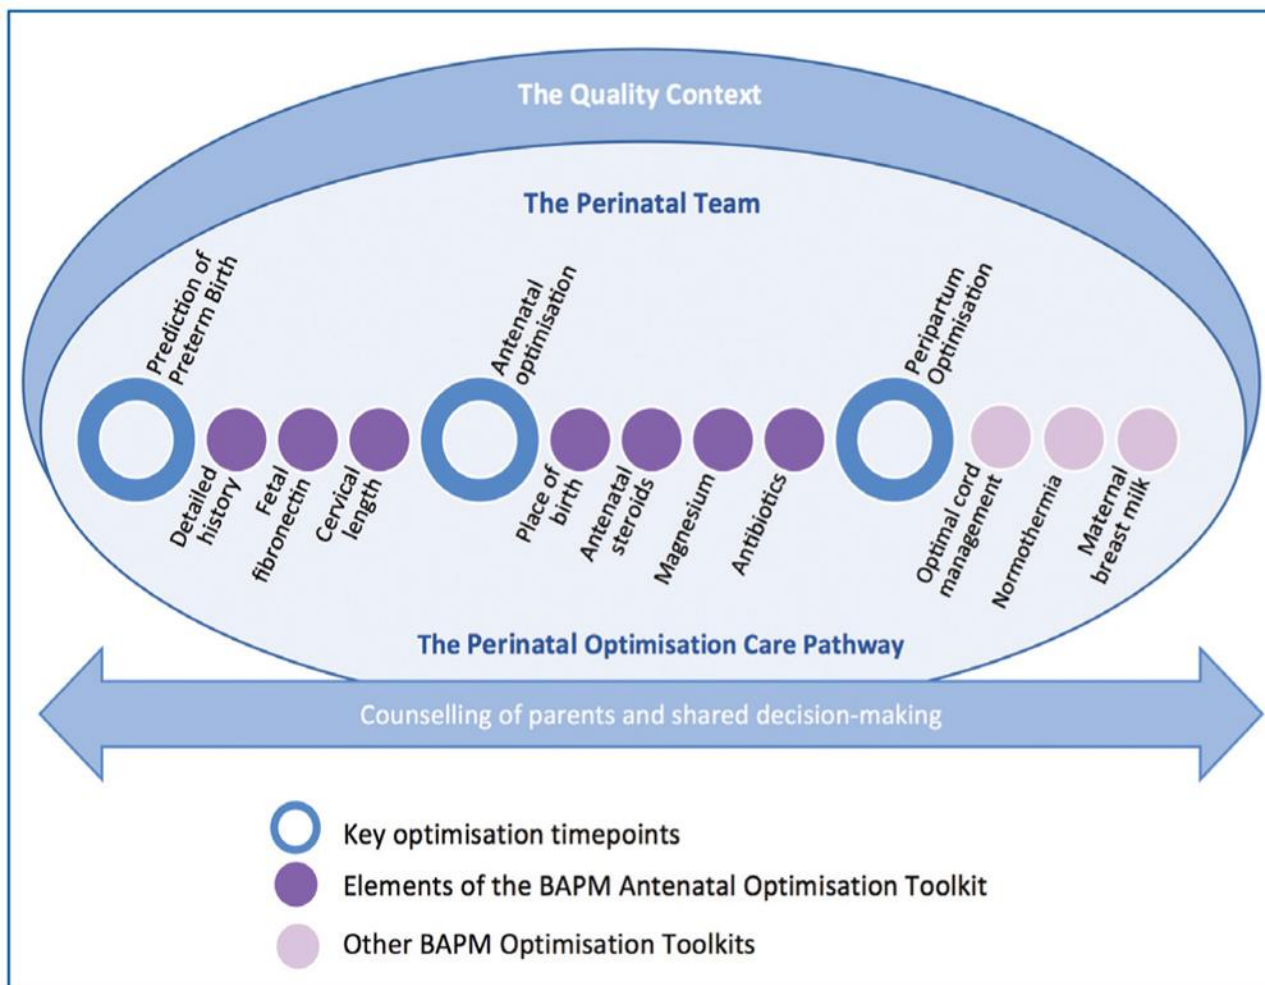 The Quality Context
The Perinatal Team
Prediction of
Preterm Birth
Detailed
history
Fetal
fibronectin
Cervical
length
Antenatal
optimisation
Place of
birth
Antenatal
steroids
Magnesium
Antibiotics
Peripartum
Optimisation
Optimal cord
management
Normothermia
Maternal
breast milk
The Perinatal Optimisation Care Pathway
Counselling of parents and shared decision-making
Key optimisation timepoints
Elements of the BAPM Antenatal Optimisation Toolkit
Other BAPM Optimisation Toolkits